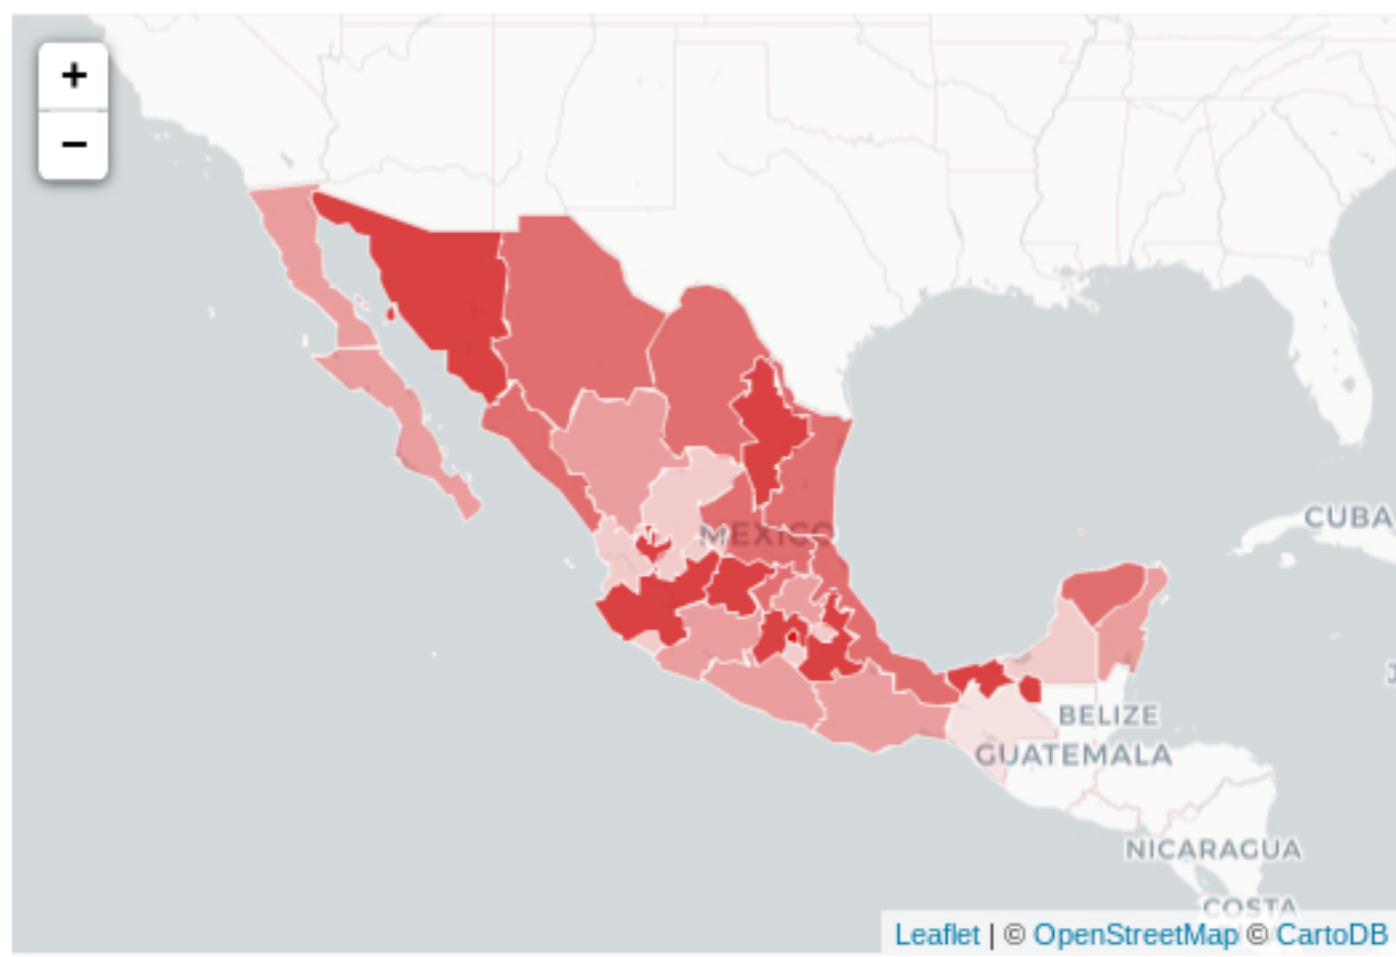 +
−
MEXICO
CUBA
J
BELIZE
GUATEMALA
NICARAGUA
COSTA
Leaflet | © OpenStreetMap © CartoDB